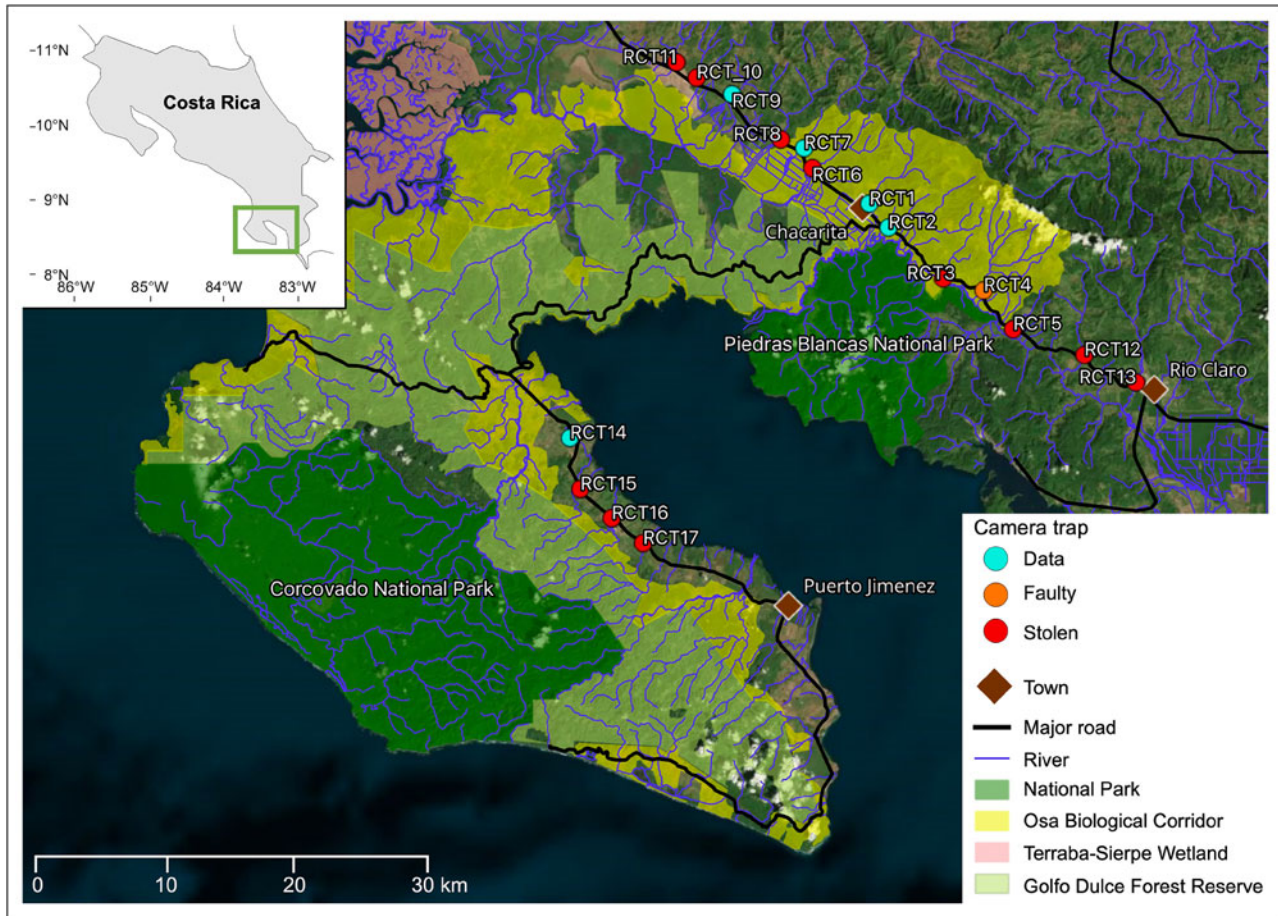 -11°N
-10°N
-9°N
-8°N
86°W
85°W
84°W
83°W
82°W
Costa Rica
RCT11
RCT_10
RCT9
RCT8
RCT7
RCT6
RCT1
Chacarita
RCT2
RCT3
RCT4
RCT5
Piedras Blancas National Park
RCT12
RCT13
Rio Claro
RCT14
RCT15
RCT16
RCT17
Corcovado National Park
Puerto Jimenez
Camera trap
Data
Faulty
Stolen
Town
Major road
River
National Park
Osa Biological Corridor
Terraba-Sierpe Wetland
Golfo Dulce Forest Reserve
0 10 20 30 km